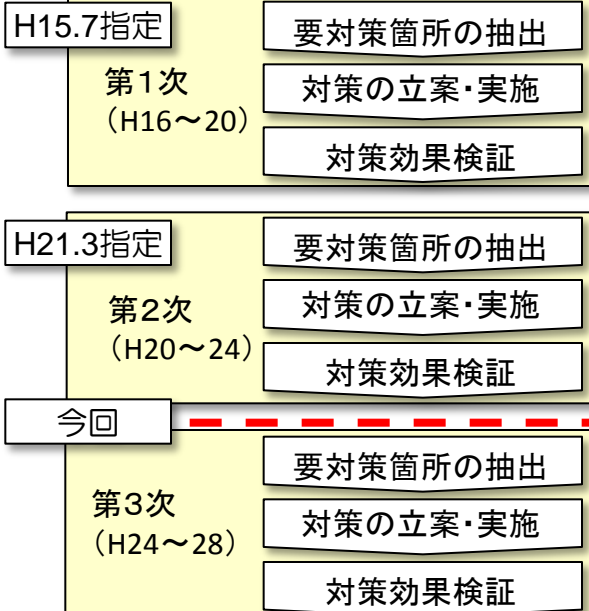 H15.7指定
要対策箇所の抽出
第1次
（H16～20）
対策の立案・実施
対策効果検証
H21.3指定
要対策箇所の抽出
第2次
（H20～24）
対策の立案・実施
対策効果検証
今回
要対策箇所の抽出
第3次
（H24～28）
対策の立案・実施
対策効果検証